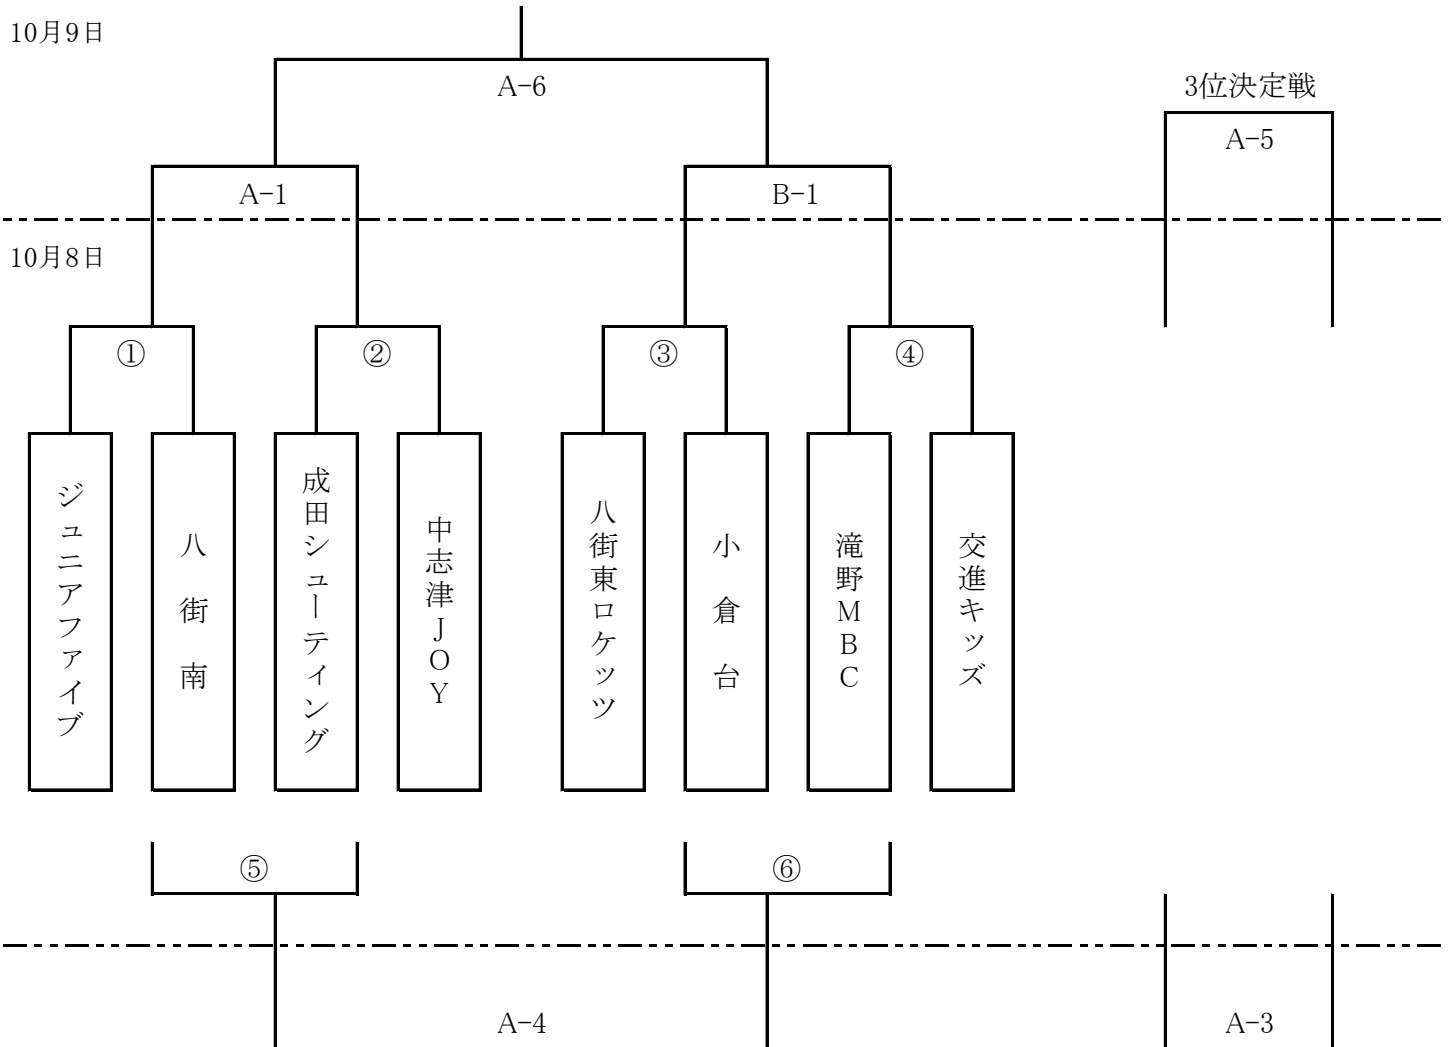 10月9日
A-6
3位決定戦
A-5
A-1
B-1
10月8日
①
②
③
④
ジュニアファイブ
八街南
成田シューティング
中志津JOY
八街東ロケッツ
小倉台
滝野MBC
交進キッズ
⑤
⑥
A-4
A-3